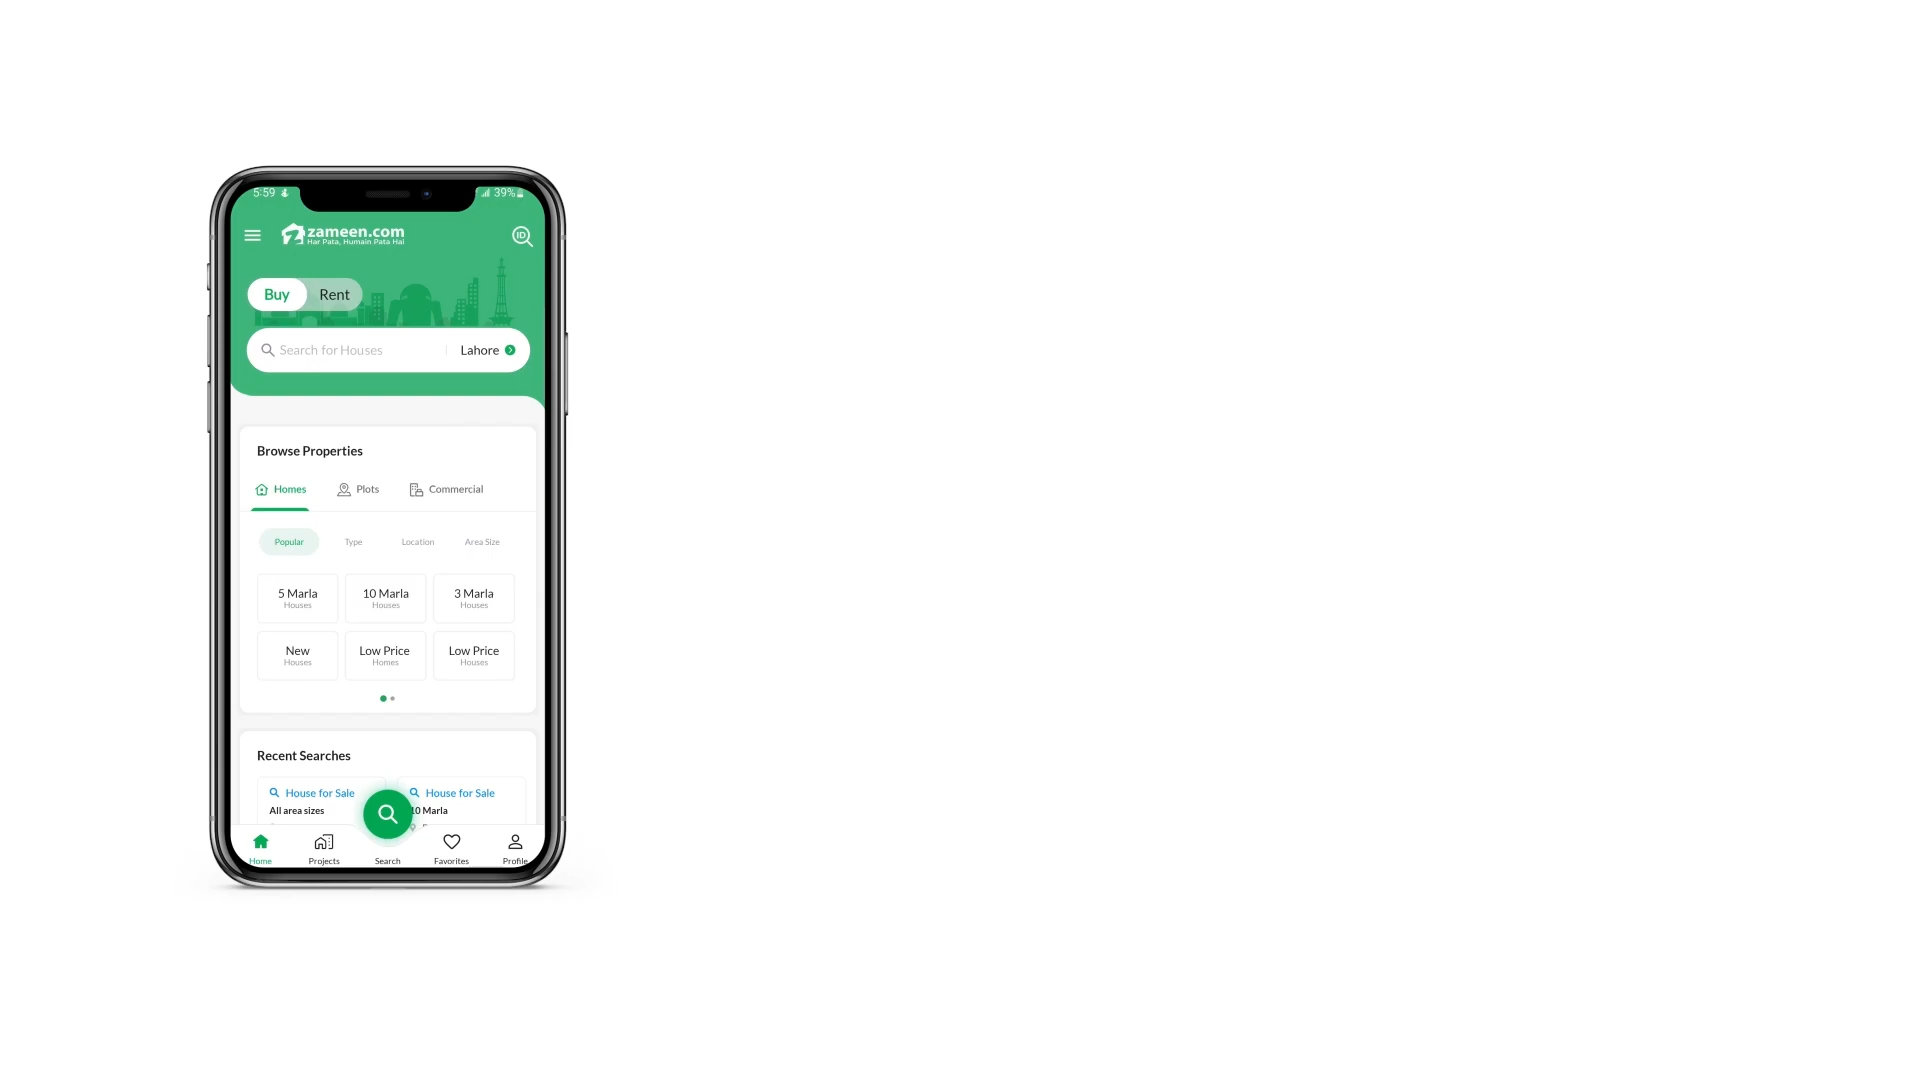 5:59
39%
zameen.com
Har Pata, Humain Pata Hai
ID
Buy Rent
Search for Houses Lahore
Browse Properties
Homes Plots Commercial
Popular Type Location Area Size
5 Marla 10 Marla 3 Marla
Houses Houses Houses
New Low Price Low Price
Houses Homes Houses
Recent Searches
House for Sale House for Sale
All area sizes 10 Marla
Home Projects Search Favorites Profile